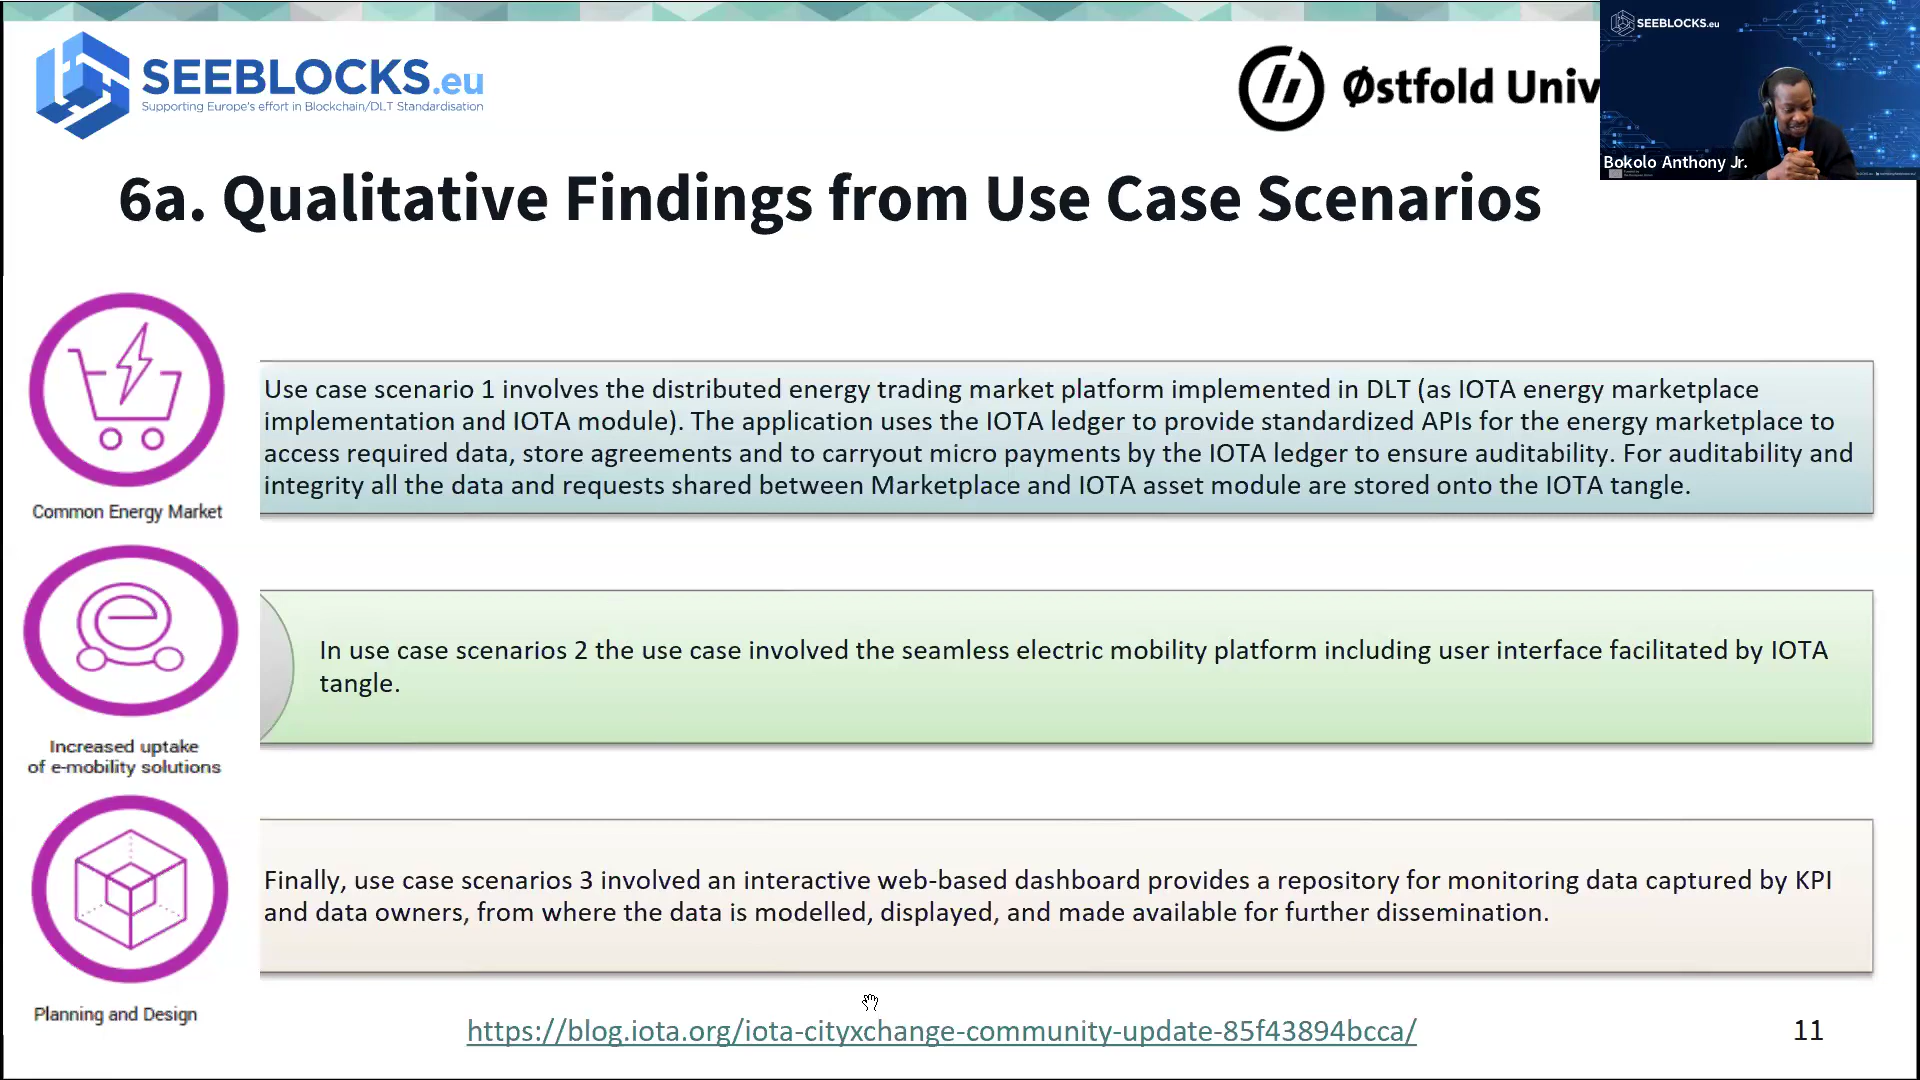 SEEBLOCKS.eu
Supporting Europe's effort in Blockchain/DLT Standardisation
Østfold Univ
SEEBLOCKS.eu
Bokolo Anthony Jr.
6a. Qualitative Findings from Use Case Scenarios
Common Energy Market
Use case scenario 1 involves the distributed energy trading market platform implemented in DLT (as IOTA energy marketplace
implementation and IOTA module). The application uses the IOTA ledger to provide standardized APIs for the energy marketplace to
access required data, store agreements and to carryout micro payments by the IOTA ledger to ensure auditability. For auditability and
integrity all the data and requests shared between Marketplace and IOTA asset module are stored onto the IOTA tangle.
Increased uptake
of e-mobility solutions
In use case scenarios 2 the use case involved the seamless electric mobility platform including user interface facilitated by IOTA
tangle.
Planning and Design
Finally, use case scenarios 3 involved an interactive web-based dashboard provides a repository for monitoring data captured by KPI
and data owners, from where the data is modelled, displayed, and made available for further dissemination.
https://blog.iota.org/iota-cityxchange-community-update-85f43894bcca/
11